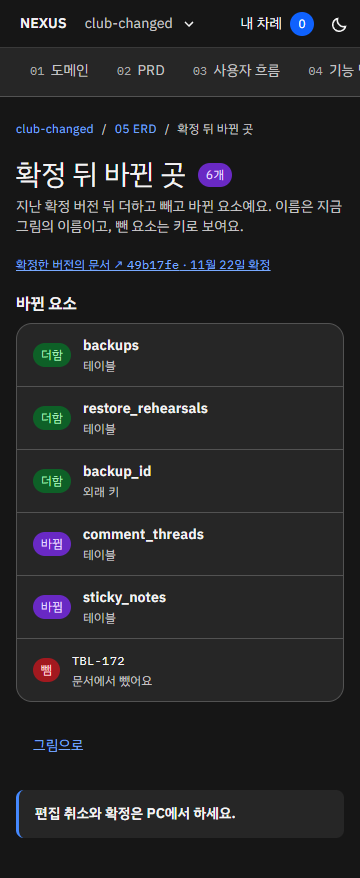 NEXUS club-changed 내 차례 0
01 도메인 02 PRD 03 사용자 흐름 04 기능
club-changed / 05 ERD / 확정 뒤 바뀐 곳
확정 뒤 바뀐 곳 6개
지난 확정 버전 뒤 더하고 빼고 바뀐 요소예요. 이름은 지금
그림의 이름이고, 뺀 요소는 키로 보여요.
확정한 버전의 문서 ↗ 49b17fe · 11월 22일 확정
바뀐 요소
더함 backups
테이블
더함 restore_rehearsals
테이블
더함 backup_id
외래 키
바뀜 comment_threads
테이블
바뀜 sticky_notes
테이블
뺌 TBL-172
문서에서 뺐어요
그림으로
편집 취소와 확정은 PC에서 하세요.